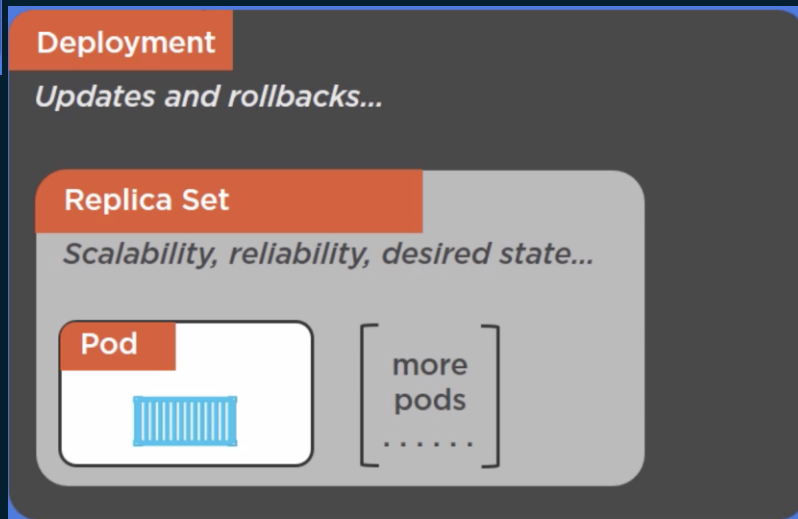 Deployment
Updates and rollbacks...
Replica Set
Scalability, reliability, desired state...
Pod
more
pods
......